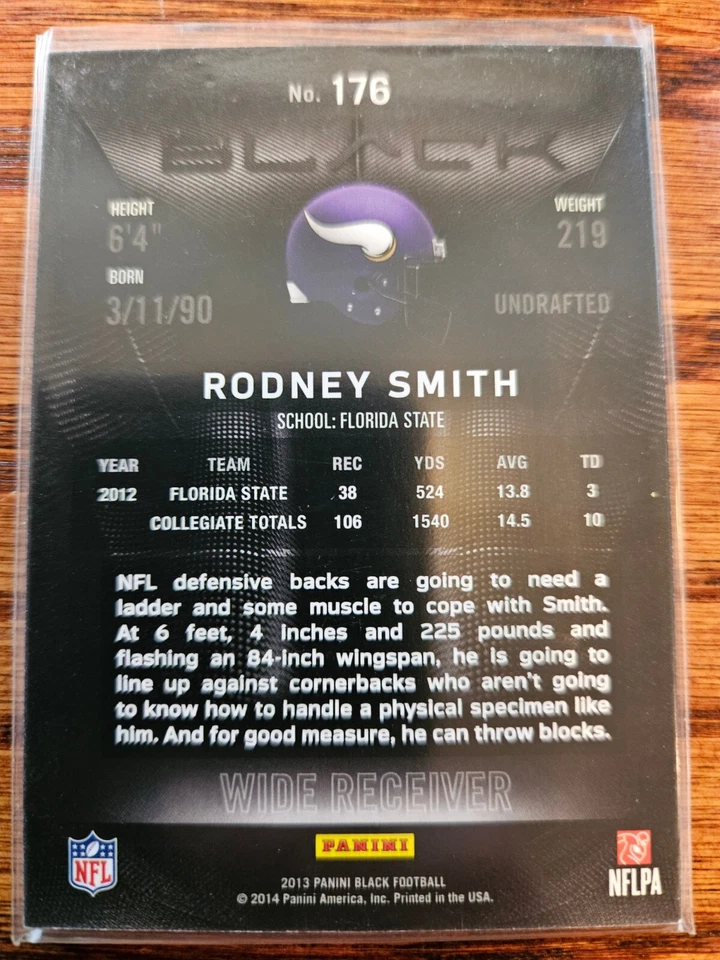 No. 176
BLACK
HEIGHT
6'4"
WEIGHT
219
BORN
3/11/90
UNDRAFTED
RODNEY SMITH
SCHOOL: FLORIDA STATE
YEAR TEAM REC YDS AVG TD
2012 FLORIDA STATE 38 524 13.8 3
COLLEGIATE TOTALS 106 1540 14.5 10
NFL defensive backs are going to need a
ladder and some muscle to cope with Smith.
At 6 feet, 4 inches and 225 pounds and
flashing an 84-inch wingspan, he is going to
line up against cornerbacks who aren't going
to know how to handle a physical specimen like
him. And for good measure, he can throw blocks.
WIDE RECEIVER
NFL
PANINI
NFLPA
2013 PANINI BLACK FOOTBALL
© 2014 Panini America, Inc. Printed in the USA.